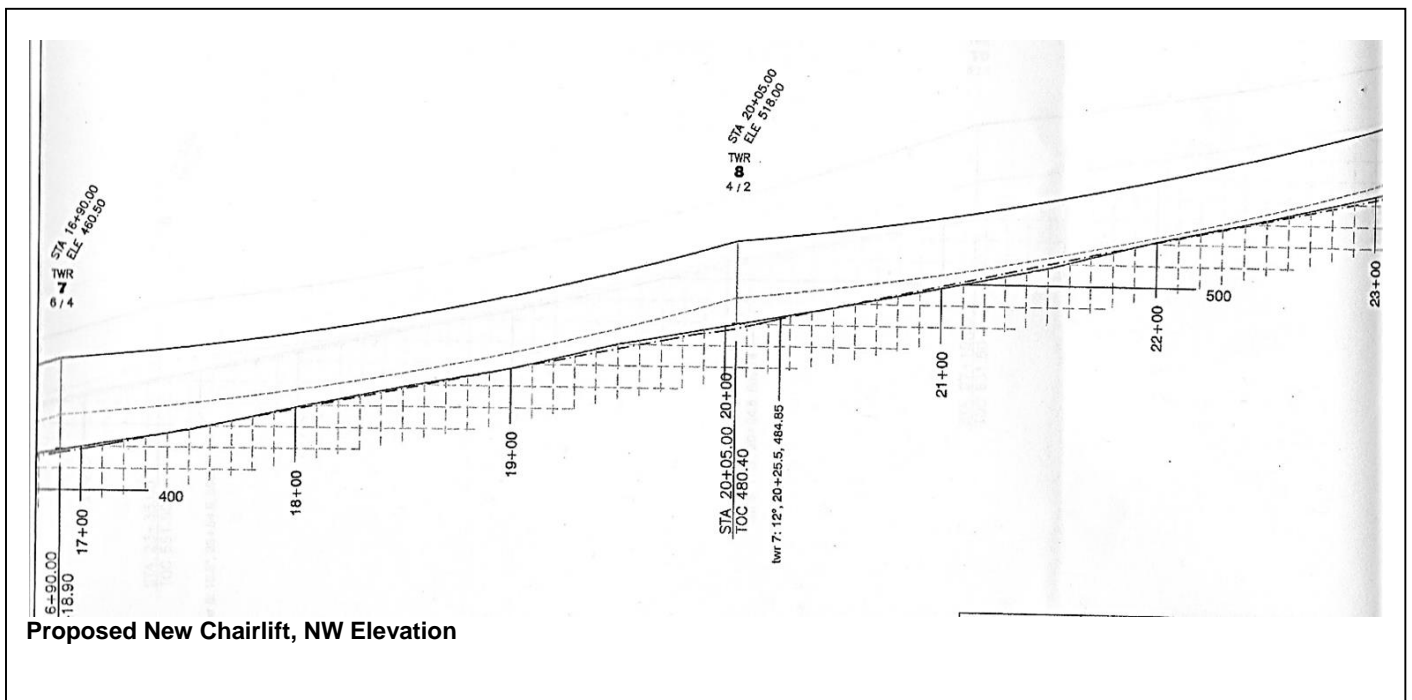 STA 16+90.00
ELE 460.50
TWR
7
6 / 4
STA 20+05.00
ELE 518.00
TWR
8
4 / 2
400
500
6+90.00
18.90
17+00
18+00
19+00
20+00
STA 20+05.00
TOC 480.40
twr 7: 12°, 20+25.5, 484.85
21+00
22+00
23+00
Proposed New Chairlift, NW Elevation